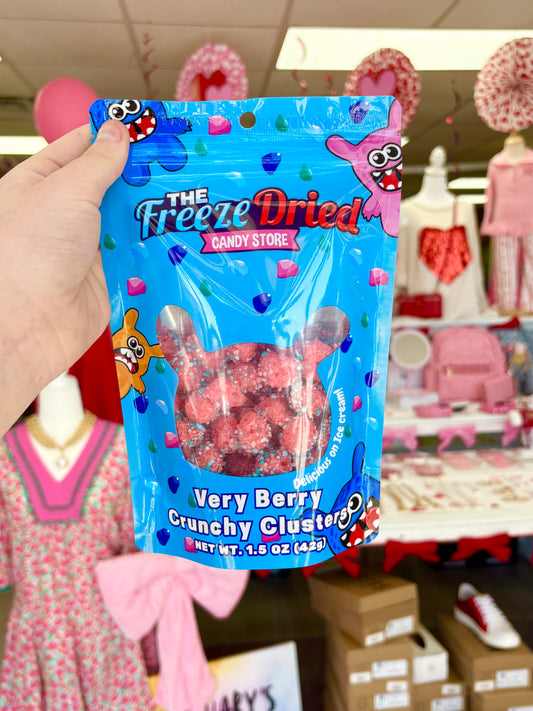 THE
Freeze Dried
CANDY STORE
Delicious on Ice cream!
Very Berry
Crunchy Clusters
NET WT. 1.5 OZ (42g)
HARY'S